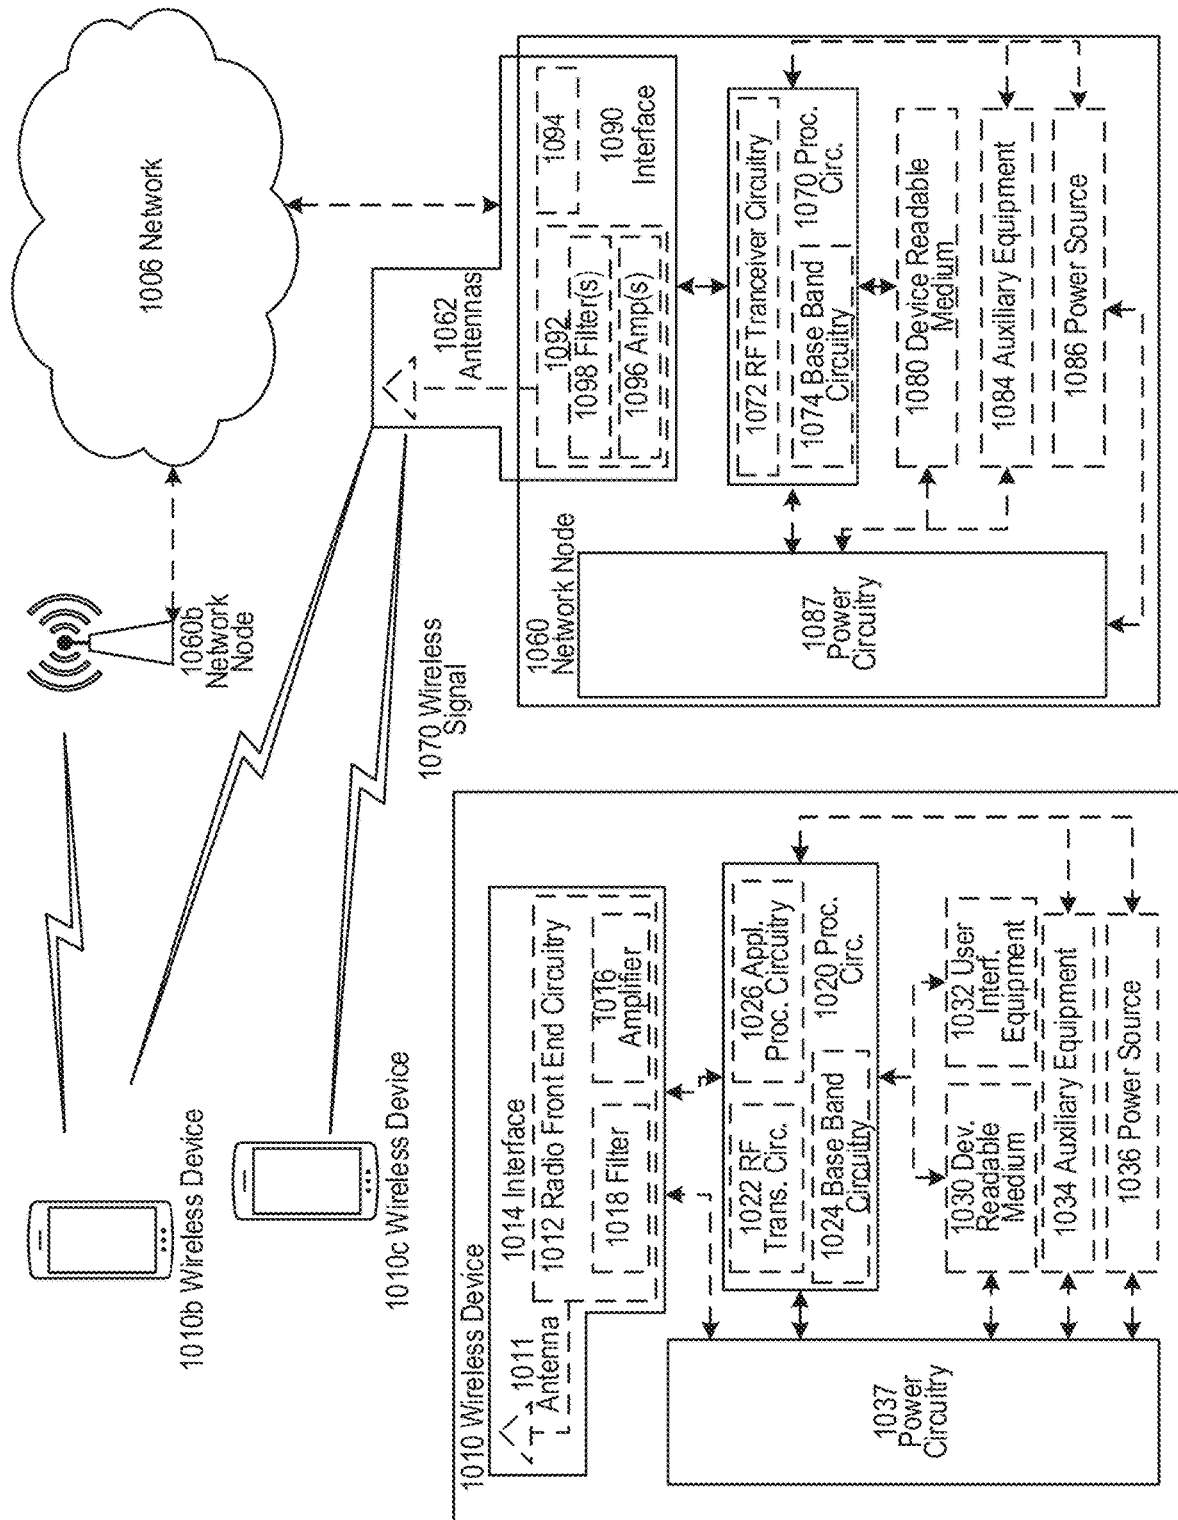 1006 Network
1060b
Network
Node
1010b Wireless Device
1010c Wireless Device
1070 Wireless
Signal
1062
Antennas
1060
Network Node
1092
1098 Filter(s)
1096 Amp(s)
1094
1090
Interface
1072 RF Tranceiver Circuitry
1074 Base Band
Circuitry
1070 Proc.
Circ.
1080 Device Readable
Medium
1084 Auxiliary Equipment
1086 Power Source
1087
Power
Circuitry
1010 Wireless Device
1011
Antenna
1014 Interface
1012 Radio Front End Circuitry
1018 Filter
1016
Amplifier
1022 RF
Trans. Circ.
1026 Appl.
Proc. Circuitry
1024 Base Band
Circuitry
1020 Proc.
Circ.
1030 Dev.
Readable
Medium
1032 User
Interf.
Equipment
1034 Auxiliary Equipment
1036 Power Source
1037
Power
Circuitry